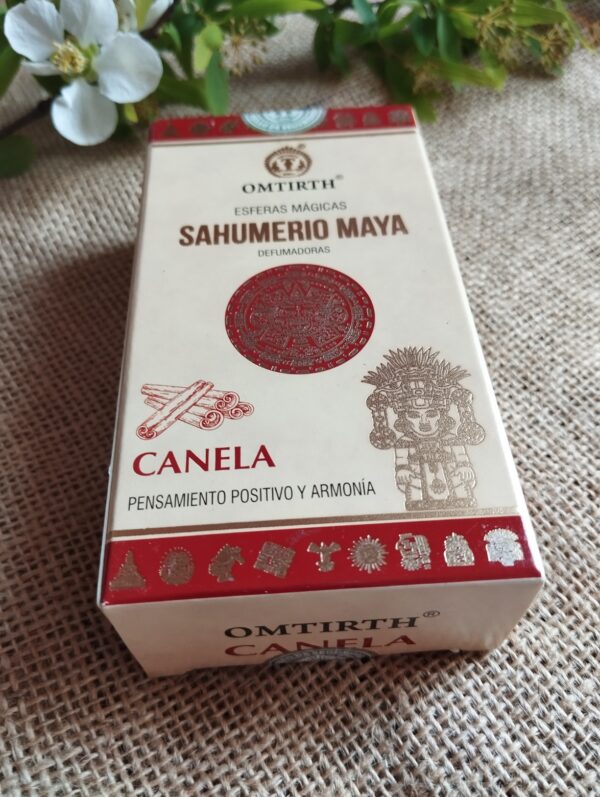 OMTIRTH®
ESFERAS MÁGICAS
SAHUMERIO MAYA
DEFUMADORAS
CANELA
PENSAMIENTO POSITIVO Y ARMONÍA
OMTIRTH®
CANELA